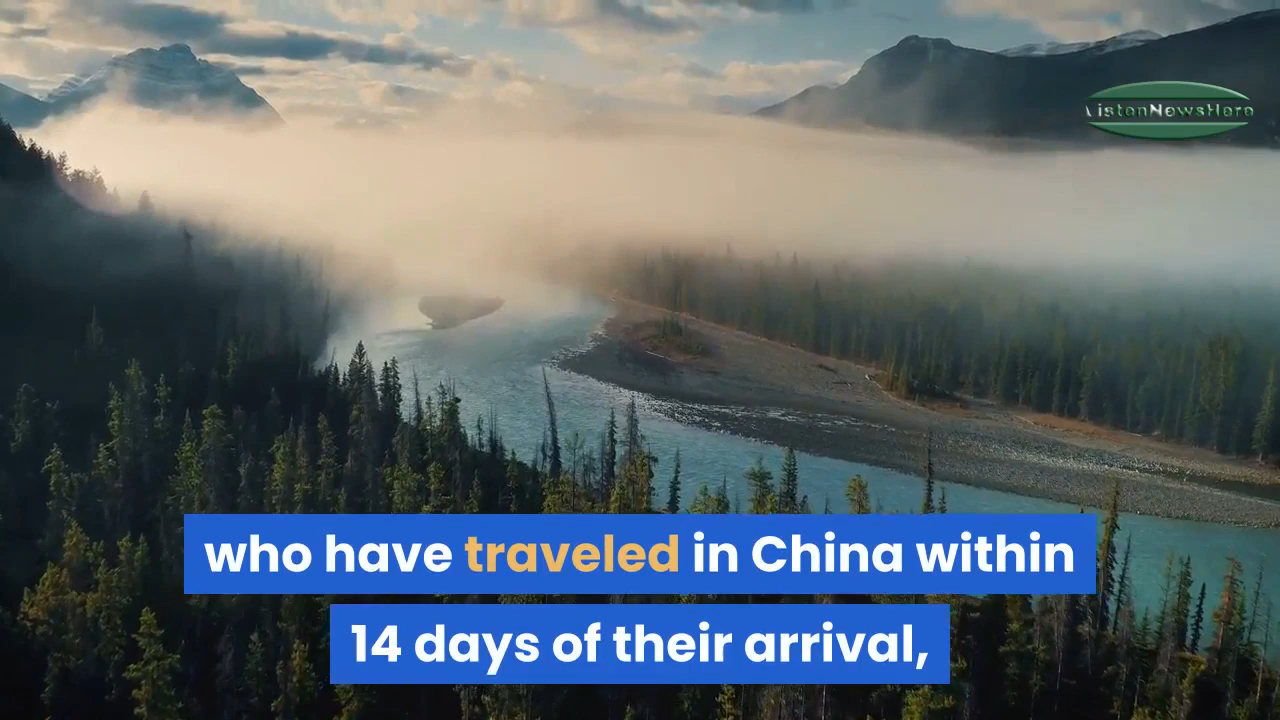 ListenNewsHere
who have traveled in China within
14 days of their arrival,